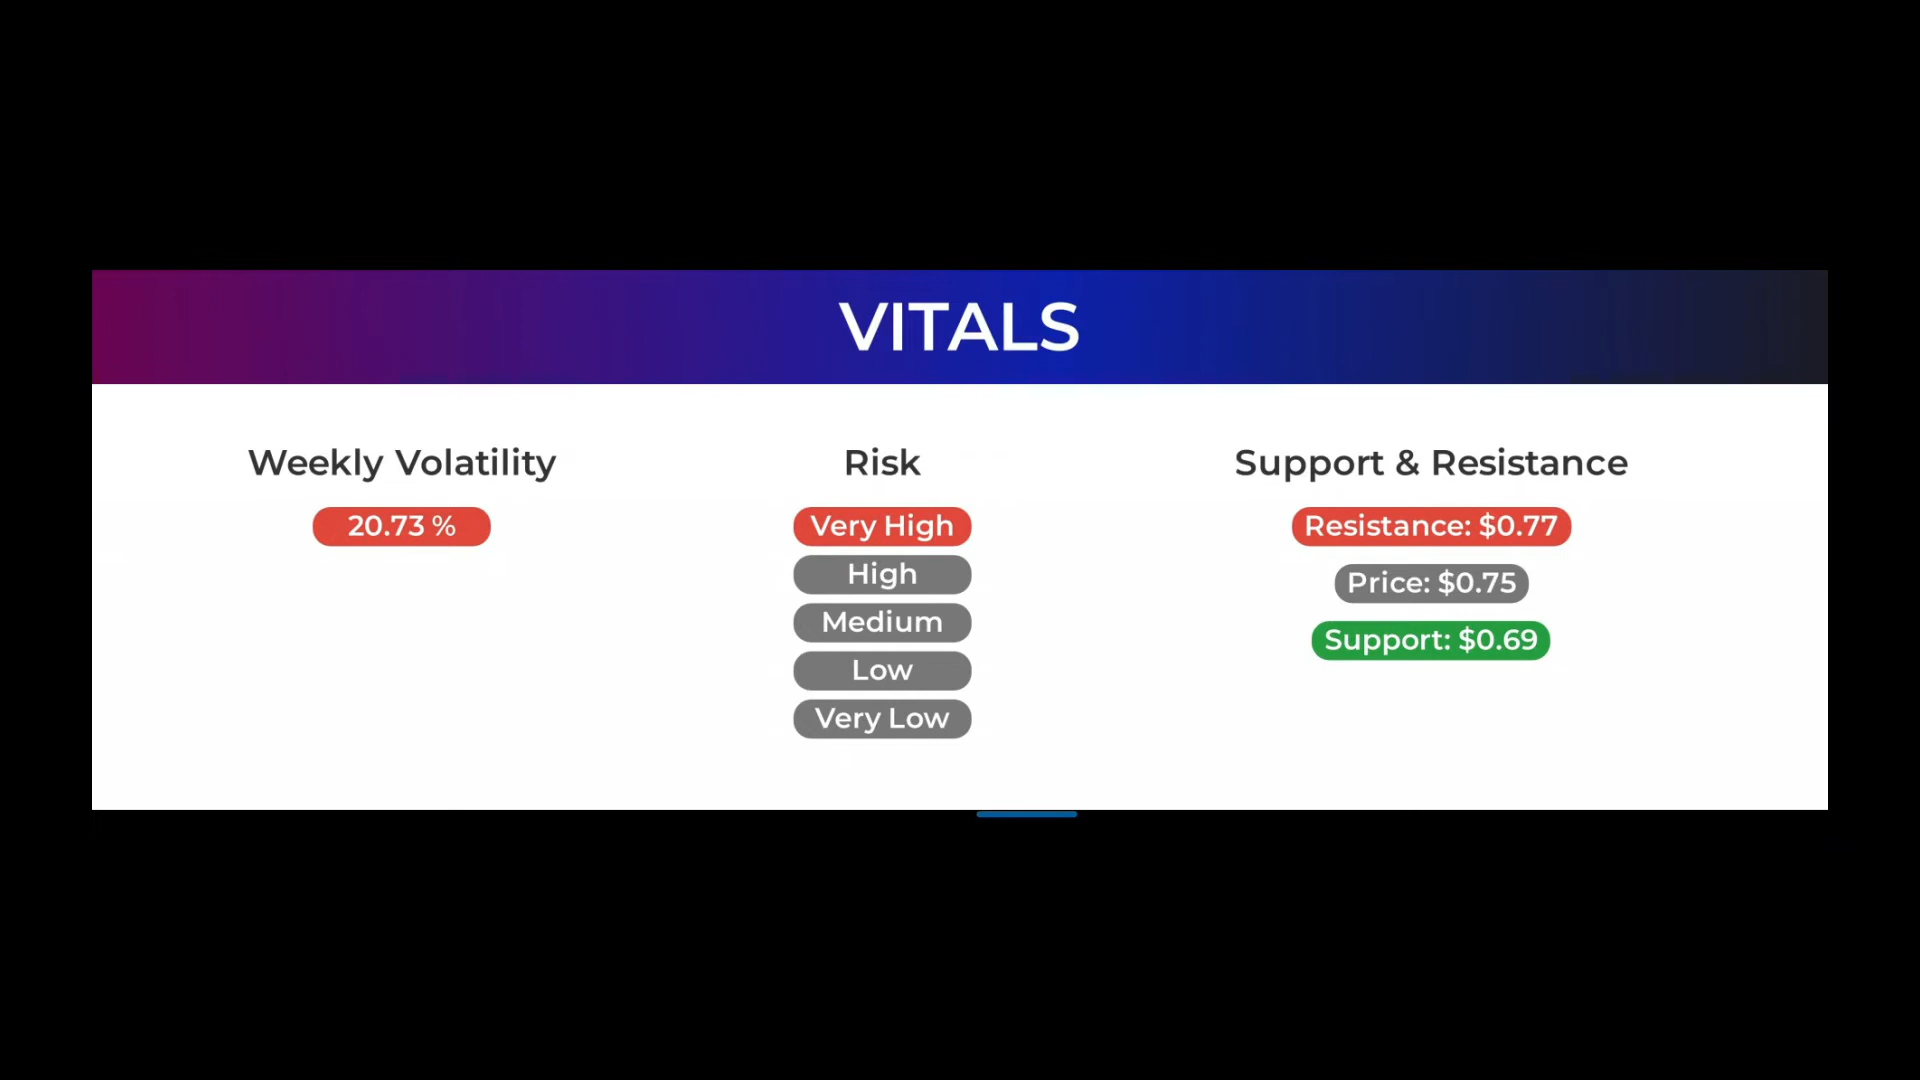 VITALS
Weekly Volatility
20.73 %
Risk
Very High
High
Medium
Low
Very Low
Support & Resistance
Resistance: $0.77
Price: $0.75
Support: $0.69